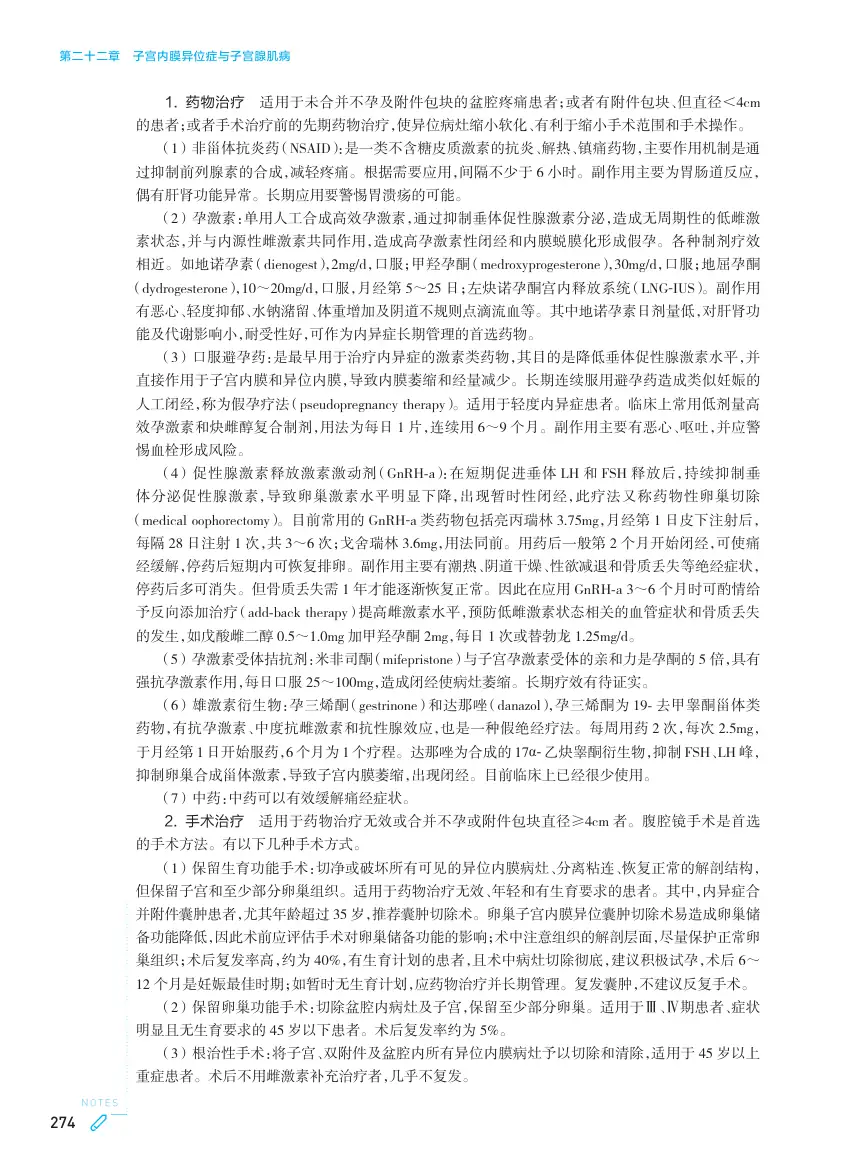 第二十二章　子宫内膜异位症与子宫腺肌病
1. 药物治疗　适用于未合并不孕及附件包块的盆腔疼痛患者；或者有附件包块、但直径＜4cm
的患者；或者手术治疗前的先期药物治疗，使异位病灶缩小软化、有利于缩小手术范围和手术操作。
（1）非甾体抗炎药（NSAID）：是一类不含糖皮质激素的抗炎、解热、镇痛药物，主要作用机制是通
过抑制前列腺素的合成，减轻疼痛。根据需要应用，间隔不少于 6 小时。副作用主要为胃肠道反应，
偶有肝肾功能异常。长期应用要警惕胃溃疡的可能。
（2）孕激素：单用人工合成高效孕激素，通过抑制垂体促性腺激素分泌，造成无周期性的低雌激
素状态，并与内源性雌激素共同作用，造成高孕激素性闭经和内膜蜕膜化形成假孕。各种制剂疗效
相近。如地诺孕素（dienogest），2mg/d，口服；甲羟孕酮（medroxyprogesterone），30mg/d，口服；地屈孕酮
（dydrogesterone），10～20mg/d，口服，月经第 5～25 日；左炔诺孕酮宫内释放系统（LNG-IUS）。副作用
有恶心、轻度抑郁、水钠潴留、体重增加及阴道不规则点滴流血等。其中地诺孕素日剂量低，对肝肾功
能及代谢影响小，耐受性好，可作为内异症长期管理的首选药物。
（3）口服避孕药：是最早用于治疗内异症的激素类药物，其目的是降低垂体促性腺激素水平，并
直接作用于子宫内膜和异位内膜，导致内膜萎缩和经量减少。长期连续服用避孕药造成类似妊娠的
人工闭经，称为假孕疗法（pseudopregnancy therapy）。适用于轻度内异症患者。临床上常用低剂量高
效孕激素和炔雌醇复合制剂，用法为每日 1 片，连续用 6～9 个月。副作用主要有恶心、呕吐，并应警
惕血栓形成风险。
（4）促性腺激素释放激素激动剂（GnRH-a）：在短期促进垂体 LH 和 FSH 释放后，持续抑制垂
体分泌促性腺激素，导致卵巢激素水平明显下降，出现暂时性闭经，此疗法又称药物性卵巢切除
（medical oophorectomy）。目前常用的 GnRH-a 类药物包括亮丙瑞林 3.75mg，月经第 1 日皮下注射后，
每隔 28 日注射 1 次，共 3～6 次；戈舍瑞林 3.6mg，用法同前。用药后一般第 2 个月开始闭经，可使痛
经缓解，停药后短期内可恢复排卵。副作用主要有潮热、阴道干燥、性欲减退和骨质丢失等绝经症状，
停药后多可消失。但骨质丢失需 1 年才能逐渐恢复正常。因此在应用 GnRH-a 3～6 个月时可酌情给
予反向添加治疗（add-back therapy）提高雌激素水平，预防低雌激素状态相关的血管症状和骨质丢失
的发生，如戊酸雌二醇 0.5～1.0mg 加甲羟孕酮 2mg，每日 1 次或替勃龙 1.25mg/d。
（5）孕激素受体拮抗剂：米非司酮（mifepristone）与子宫孕激素受体的亲和力是孕酮的 5 倍，具有
强抗孕激素作用，每日口服 25～100mg，造成闭经使病灶萎缩。长期疗效有待证实。
（6）雄激素衍生物：孕三烯酮（gestrinone）和达那唑（danazol），孕三烯酮为 19- 去甲睾酮甾体类
药物，有抗孕激素、中度抗雌激素和抗性腺效应，也是一种假绝经疗法。每周用药 2 次，每次 2.5mg，
于月经第 1 日开始服药，6 个月为 1 个疗程。达那唑为合成的 17α- 乙炔睾酮衍生物，抑制 FSH、LH 峰，
抑制卵巢合成甾体激素，导致子宫内膜萎缩，出现闭经。目前临床上已经很少使用。
（7）中药：中药可以有效缓解痛经症状。
2. 手术治疗　适用于药物治疗无效或合并不孕或附件包块直径≥4cm 者。腹腔镜手术是首选
的手术方法。有以下几种手术方式。
（1）保留生育功能手术：切净或破坏所有可见的异位内膜病灶、分离粘连、恢复正常的解剖结构，
但保留子宫和至少部分卵巢组织。适用于药物治疗无效、年轻和有生育要求的患者。其中，内异症合
并附件囊肿患者，尤其年龄超过 35 岁，推荐囊肿切除术。卵巢子宫内膜异位囊肿切除术易造成卵巢储
备功能降低，因此术前应评估手术对卵巢储备功能的影响；术中注意组织的解剖层面，尽量保护正常卵
巢组织；术后复发率高，约为 40%，有生育计划的患者，且术中病灶切除彻底，建议积极试孕，术后 6～
12 个月是妊娠最佳时期；如暂时无生育计划，应药物治疗并长期管理。复发囊肿，不建议反复手术。
（2）保留卵巢功能手术：切除盆腔内病灶及子宫，保留至少部分卵巢。适用于Ⅲ、Ⅳ期患者、症状
明显且无生育要求的 45 岁以下患者。术后复发率约为 5%。
（3）根治性手术：将子宫、双附件及盆腔内所有异位内膜病灶予以切除和清除，适用于 45 岁以上
重症患者。术后不用雌激素补充治疗者，几乎不复发。
NOTES
274